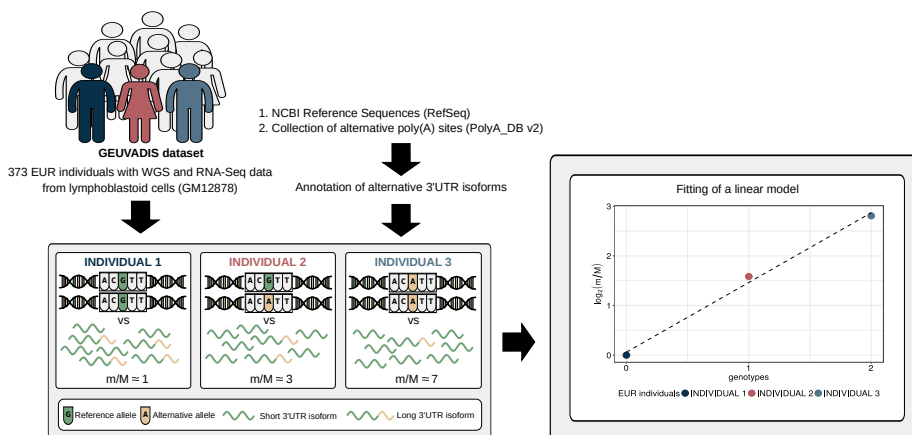 GEUVADIS dataset
373 EUR individuals with WGS and RNA-Seq data
from lymphoblastoid cells (GM12878)
1. NCBI Reference Sequences (RefSeq)
2. Collection of alternative poly(A) sites (PolyA_DB v2)
Annotation of alternative 3'UTR isoforms
INDIVIDUAL 1
A C G T T
A C G T T
vs
m/M ≈ 1
INDIVIDUAL 2
A C G T T
A C A T T
vs
m/M ≈ 3
INDIVIDUAL 3
A C A T T
A C A T T
vs
m/M ≈ 7
G Reference allele
A Alternative allele
Short 3'UTR isoform
Long 3'UTR isoform
Fitting of a linear model
log2(m/M)
3
2
1
0
0 1 2
genotypes
EUR individuals INDIVIDUAL 1 INDIVIDUAL 2 INDIVIDUAL 3